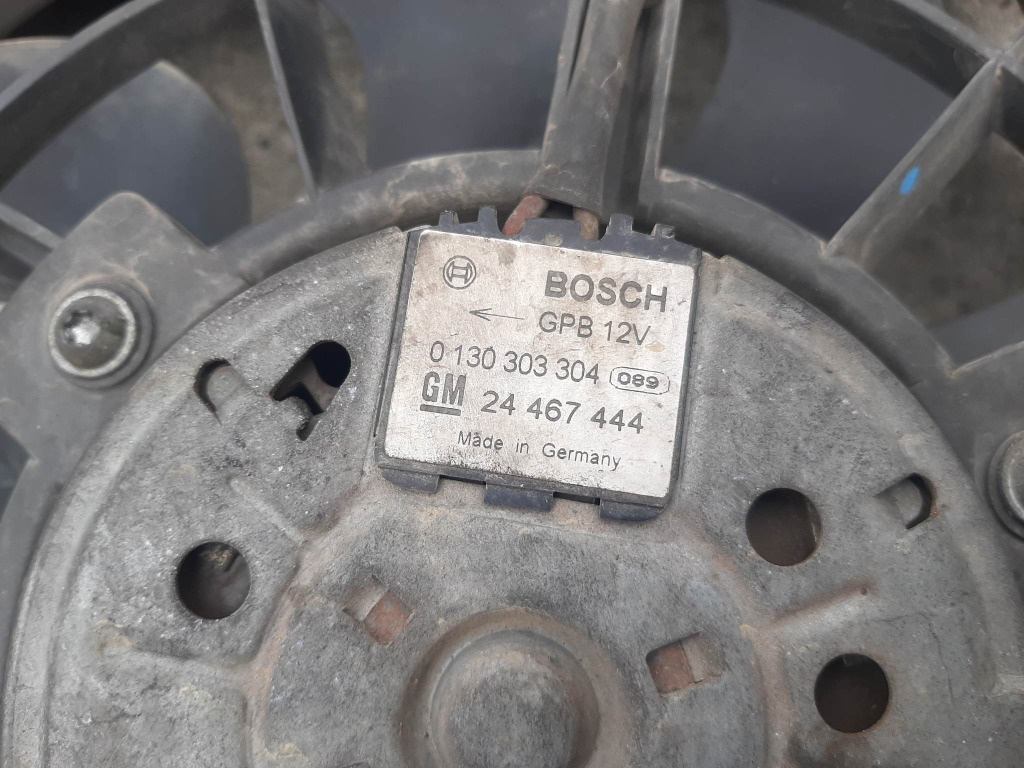 BOSCH
GPB 12V
0 130 303 304 089
GM 24 467 444
Made in Germany